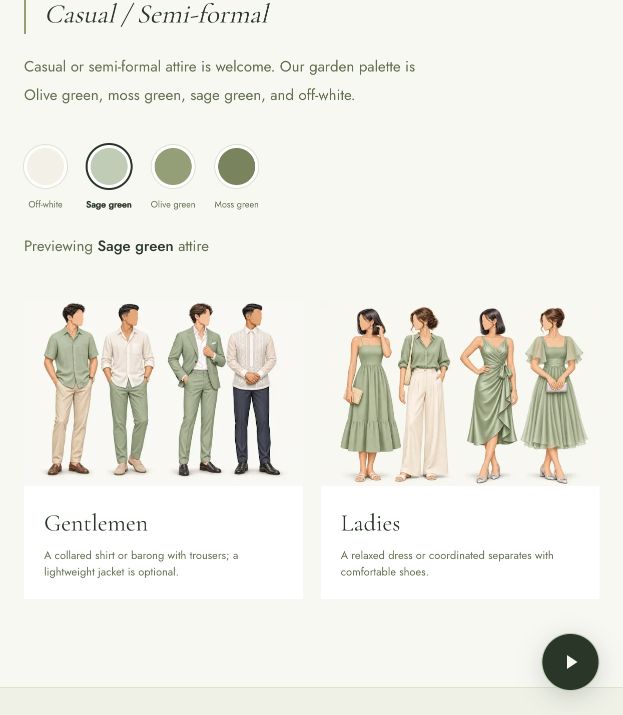 Casual / Semi-formal
Casual or semi-formal attire is welcome. Our garden palette is
Olive green, moss green, sage green, and off-white.
Off-white
Sage green
Olive green
Moss green
Previewing Sage green attire
Gentlemen
A collared shirt or barong with trousers; a
lightweight jacket is optional.
Ladies
A relaxed dress or coordinated separates with
comfortable shoes.